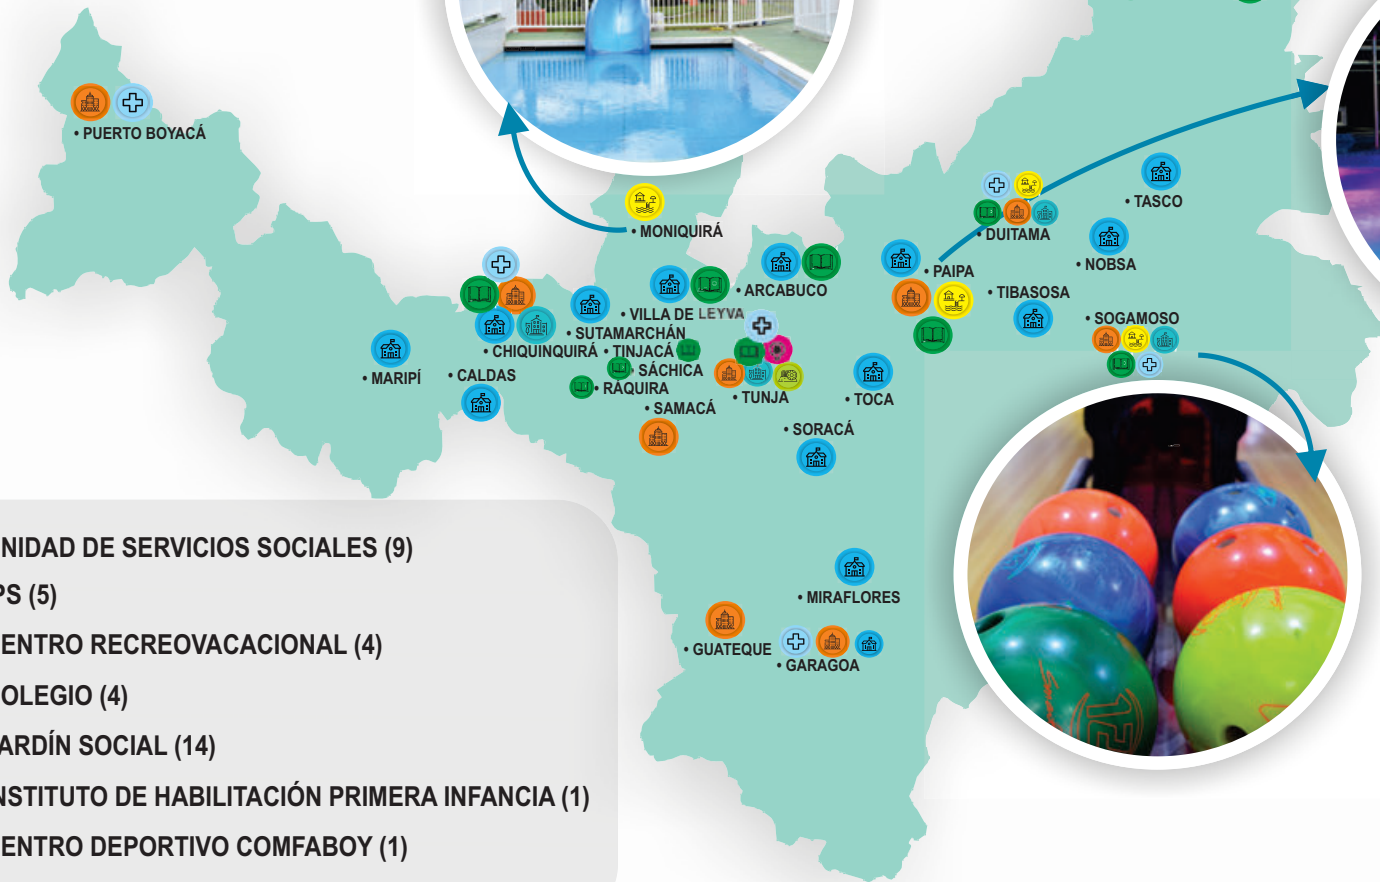 • PUERTO BOYACÁ
• TASCO
• MONIQUIRÁ
• DUITAMA
• NOBSA
• PAIPA
• ARCABUCO
• TIBASOSA
• VILLA DE LEYVA
• SOGAMOSO
• SUTAMARCHÁN
• CHIQUINQUIRÁ
• TINJACÁ
• SÁCHICA
• MARIPÍ
• CALDAS
• RÁQUIRA
• TUNJA
• TOCA
• SAMACÁ
• SORACÁ
NIDAD DE SERVICIOS SOCIALES (9)
PS (5)
• MIRAFLORES
ENTRO RECREOVACACIONAL (4)
• GUATEQUE
• GARAGOA
OLEGIO (4)
ARDÍN SOCIAL (14)
NSTITUTO DE HABILITACIÓN PRIMERA INFANCIA (1)
ENTRO DEPORTIVO COMFABOY (1)